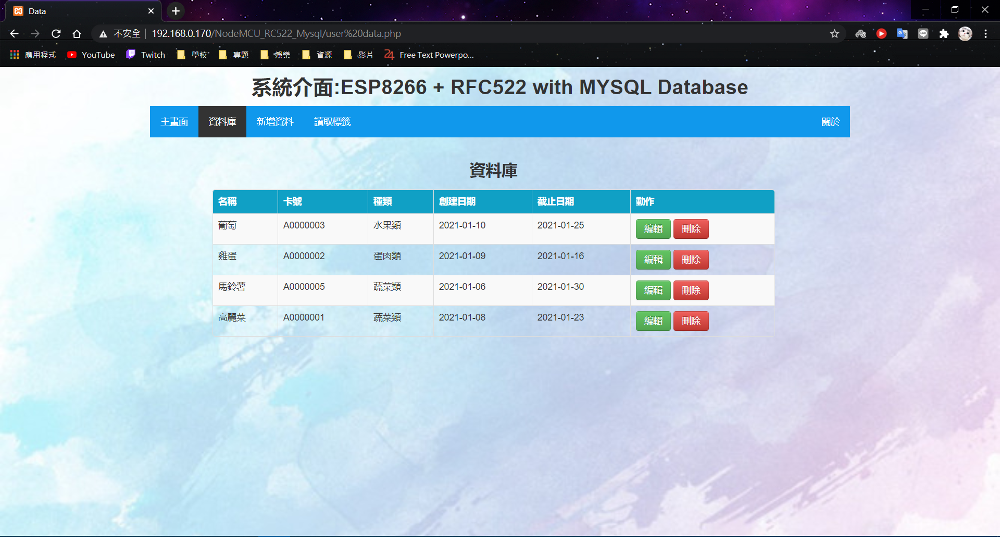 Data
不安全 192.168.0.170/NodeMCU_RC522_Mysql/user%20data.php
應用程式 YouTube Twitch 學校 專題 娛樂 資源 影片 Free Text Powerpo...
系統介面:ESP8266 + RFC522 with MYSQL Database
主畫面 資料庫 新增資料 讀取標籤 關於
資料庫
名稱 卡號 種類 創建日期 截止日期 動作
葡萄 A0000003 水果類 2021-01-10 2021-01-25 編輯 刪除
雞蛋 A0000002 蛋肉類 2021-01-09 2021-01-16 編輯 刪除
馬鈴薯 A0000005 蔬菜類 2021-01-06 2021-01-30 編輯 刪除
高麗菜 A0000001 蔬菜類 2021-01-08 2021-01-23 編輯 刪除